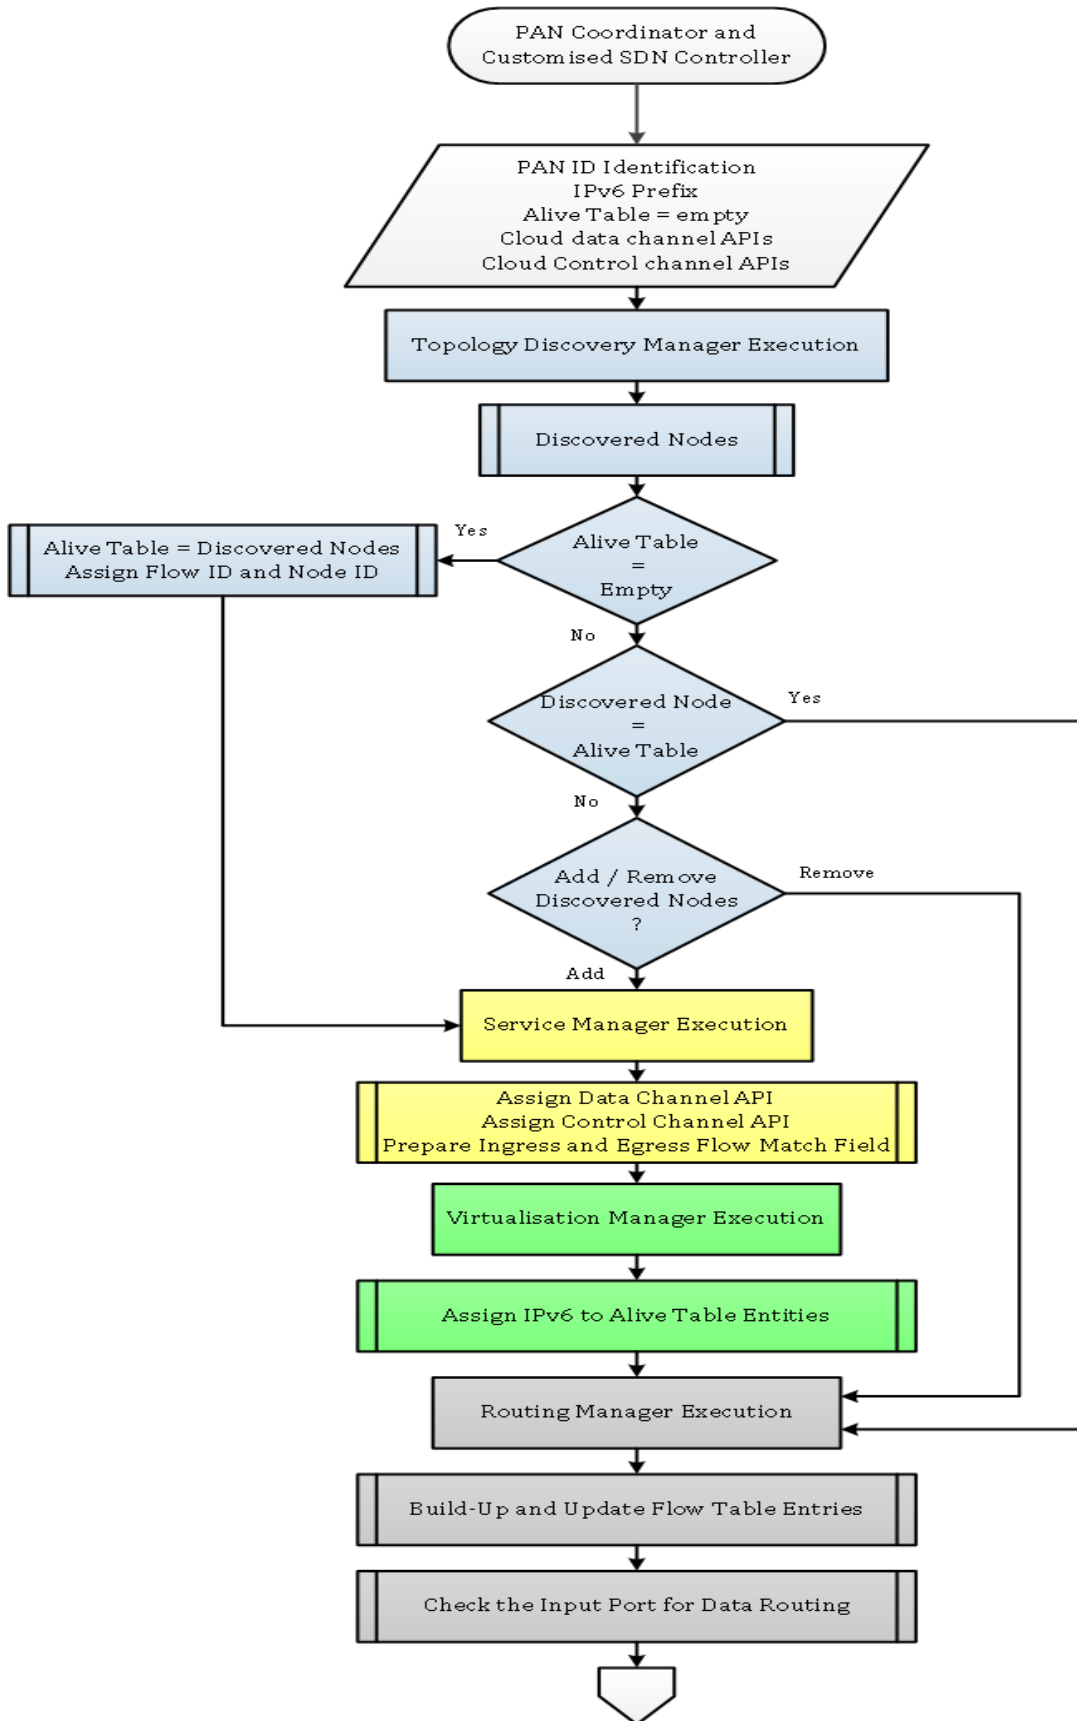 PAN Coordinator and
Customised SDN Controller
PAN ID Identification
IPv6 Prefix
Alive Table = empty
Cloud data channel APIs
Cloud Control channel APIs
Topology Discovery Manager Execution
Discovered Nodes
Alive Table
=
Empty
Yes
Alive Table = Discovered Nodes
Assign Flow ID and Node ID
No
Discovered Node
=
Alive Table
Yes
No
Add / Remove
Discovered Nodes
?
Remove
Add
Service Manager Execution
Assign Data Channel API
Assign Control Channel API
Prepare Ingress and Egress Flow Match Field
Virtualisation Manager Execution
Assign IPv6 to Alive Table Entities
Routing Manager Execution
Build-Up and Update Flow Table Entries
Check the Input Port for Data Routing